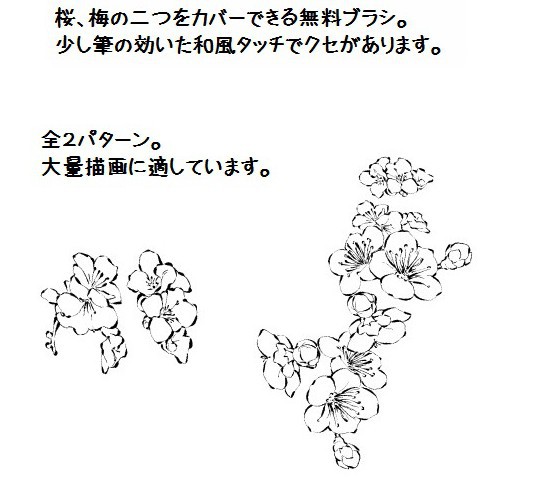 桜、梅の二つをカバーできる無料ブラシ。
少し筆の効いた和風タッチでクセがあります。
全2パターン。
大量描画に適しています。